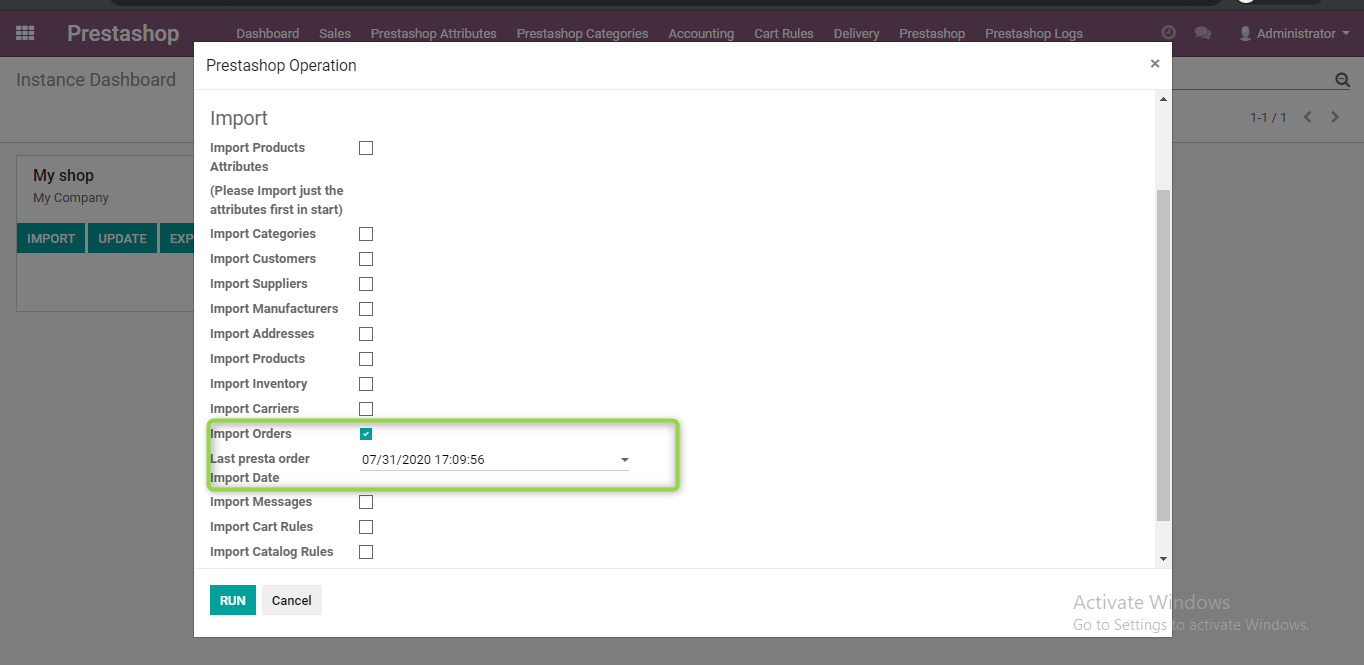 Prestashop
Dashboard Sales Prestashop Attributes Prestashop Categories Accounting Cart Rules Delivery Prestashop Prestashop Logs
Administrator
Instance Dashboard
1-1 / 1
My shop
My Company
IMPORT UPDATE EXP
Prestashop Operation
×
Import
Import Products
Attributes
(Please Import just the
attributes first in start)
Import Categories
Import Customers
Import Suppliers
Import Manufacturers
Import Addresses
Import Products
Import Inventory
Import Carriers
Import Orders
Last presta order 07/31/2020 17:09:56
Import Date
Import Messages
Import Cart Rules
Import Catalog Rules
RUN Cancel
Activate Windows
Go to Settings to activate Windows.